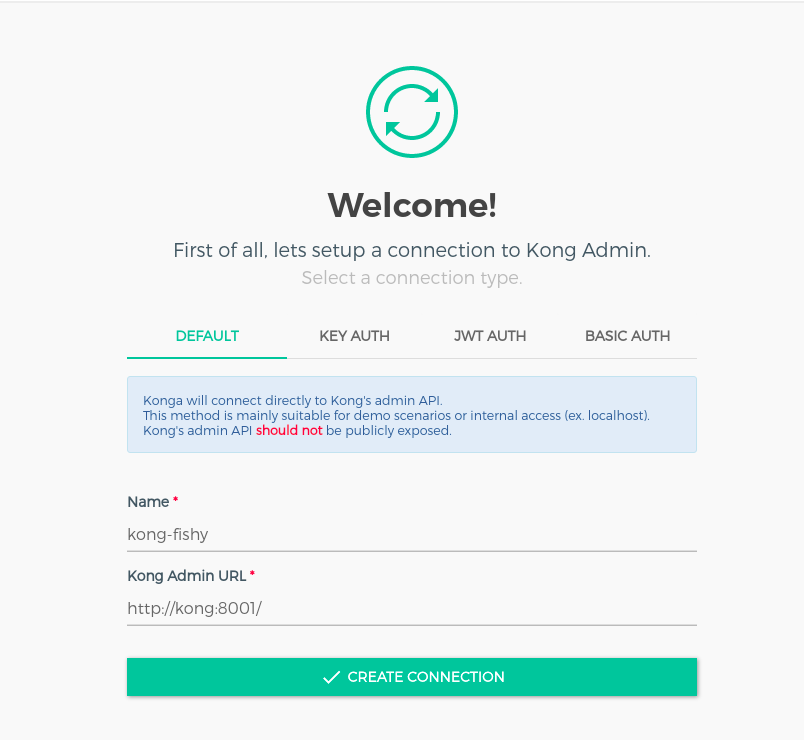 Welcome!
First of all, lets setup a connection to Kong Admin.
Select a connection type.
DEFAULT KEY AUTH JWT AUTH BASIC AUTH
Konga will connect directly to Kong's admin API.
This method is mainly suitable for demo scenarios or internal access (ex. localhost).
Kong's admin API should not be publicly exposed.
Name *
kong-fishy
Kong Admin URL *
http://kong:8001/
CREATE CONNECTION